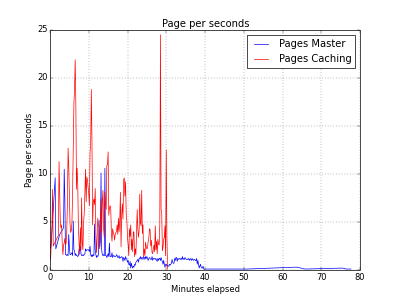 Page per seconds
25
20
15
10
5
0
Page per seconds
Pages Master
Pages Caching
0 10 20 30 40 50 60 70 80
Minutes elapsed